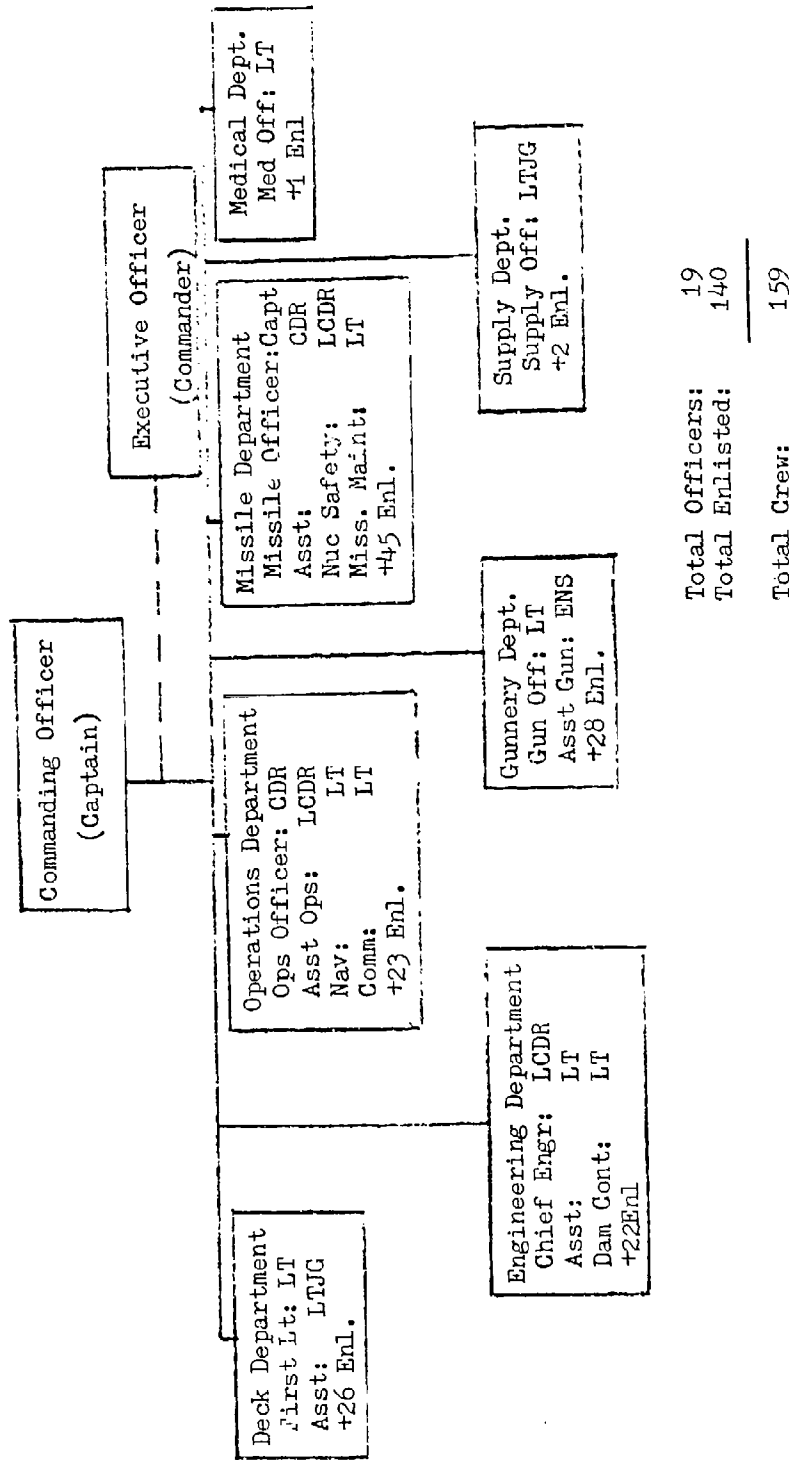 Commanding Officer
(Captain)
Executive Officer
(Commander)
Deck Department
First Lt: LT
Asst: LTJG
+26 Enl.
Operations Department
Ops Officer: CDR
Asst Ops: LCDR
Nav: LT
Comm: LT
+23 Enl.
Missile Department
Missile Officer:Capt
Asst: CDR
Nuc Safety: LCDR
Miss. Maint: LT
+45 Enl.
Medical Dept.
Med Off: LT
+1 Enl
Engineering Department
Chief Engr: LCDR
Asst: LT
Dam Cont: LT
+22Enl
Gunnery Dept.
Gun Off: LT
Asst Gun: ENS
+28 Enl.
Supply Dept.
Supply Off: LTJG
+2 Enl.
Total Officers: 19
Total Enlisted: 140
Total Crew: 159